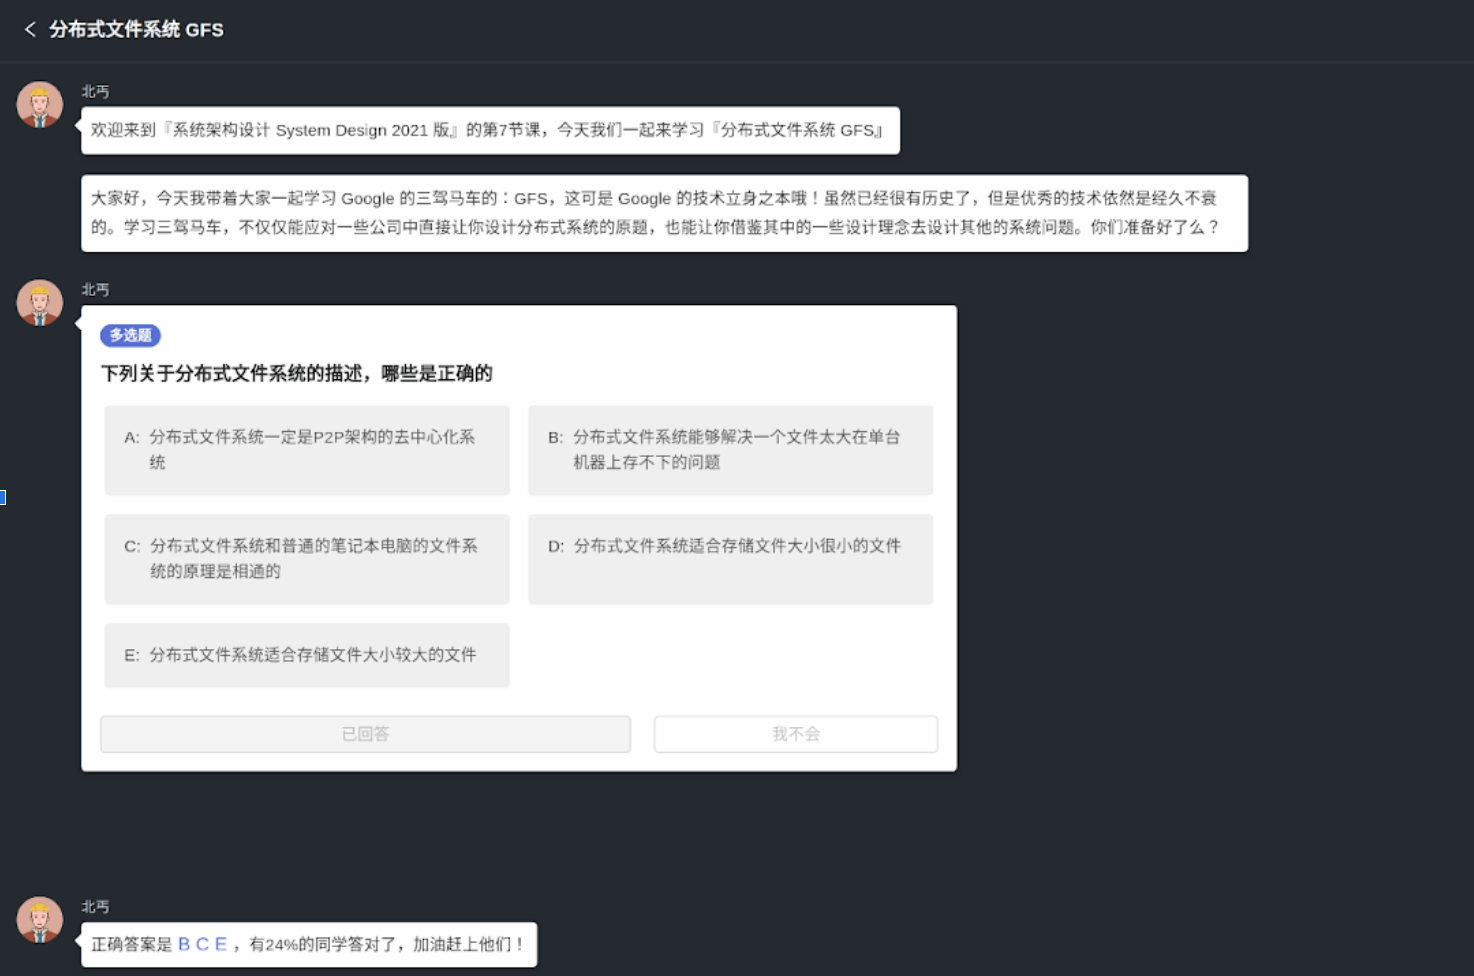 分布式文件系统 GFS
北丐
欢迎来到『系统架构设计 System Design 2021 版』的第7节课，今天我们一起来学习『分布式文件系统 GFS』
大家好，今天我带着大家一起学习 Google 的三驾马车的：GFS，这可是 Google 的技术立身之本哦！虽然已经很有历史了，但是优秀的技术依然是经久不衰
的。学习三驾马车，不仅仅能应对一些公司中直接让你设计分布式系统的原题，也能让你借鉴其中的一些设计理念去设计其他的系统问题。你们准备好了么？
北丐
多选题
下列关于分布式文件系统的描述，哪些是正确的
A: 分布式文件系统一定是P2P架构的去中心化系
统
B: 分布式文件系统能够解决一个文件太大在单台
机器上存不下的问题
C: 分布式文件系统和普通的笔记本电脑的文件系
统的原理是相通的
D: 分布式文件系统适合存储文件大小很小的文件
E: 分布式文件系统适合存储文件大小较大的文件
已回答
我不会
北丐
正确答案是 B C E ，有24%的同学答对了，加油赶上他们！